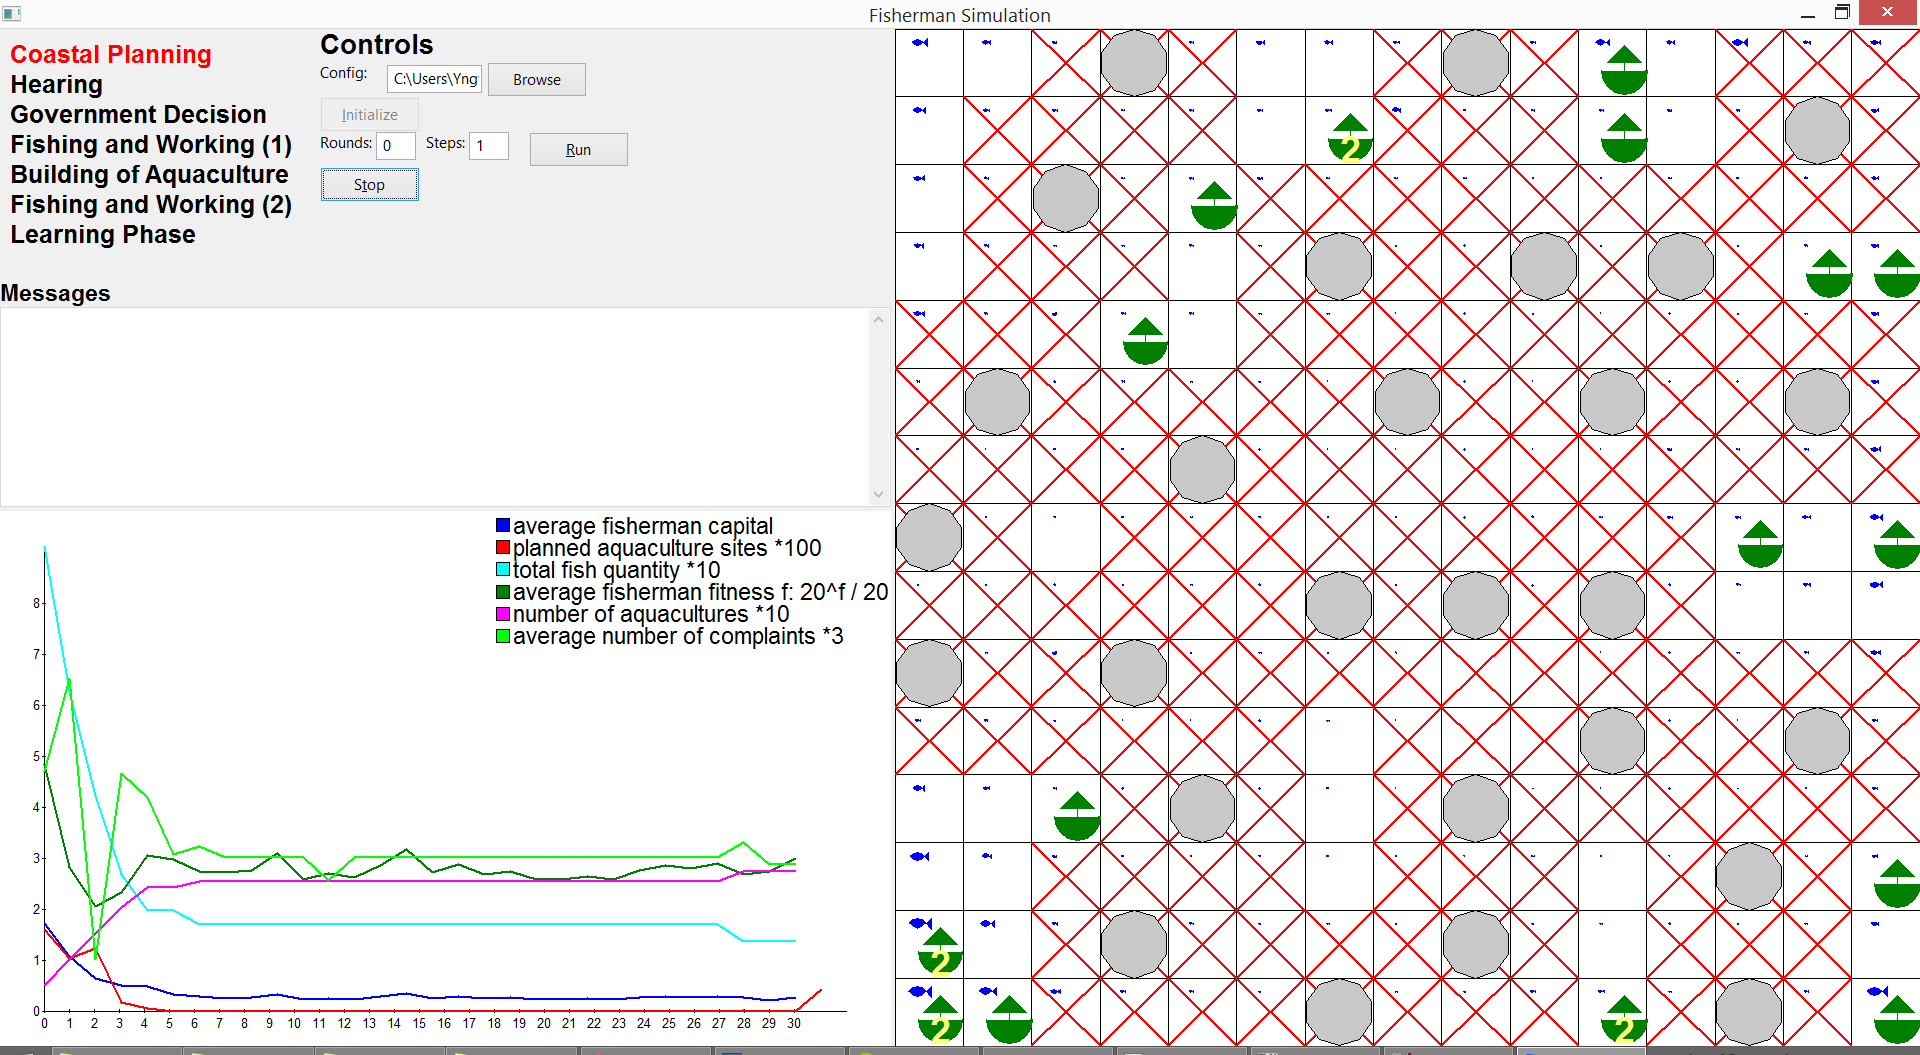 Fisherman Simulation
Coastal Planning
Hearing
Government Decision
Fishing and Working (1)
Building of Aquaculture
Fishing and Working (2)
Learning Phase
Controls
Config: C:\Users\Yng Browse
Initialize
Rounds: 0 Steps: 1 Run
Stop
Messages
average fisherman capital
planned aquaculture sites *100
total fish quantity *10
average fisherman fitness f: 20^f / 20
number of aquacultures *10
average number of complaints *3
8
7
6
5
4
3
2
1
0
0 1 2 3 4 5 6 7 8 9 10 11 12 13 14 15 16 17 18 19 20 21 22 23 24 25 26 27 28 29 30
2
2
2
2